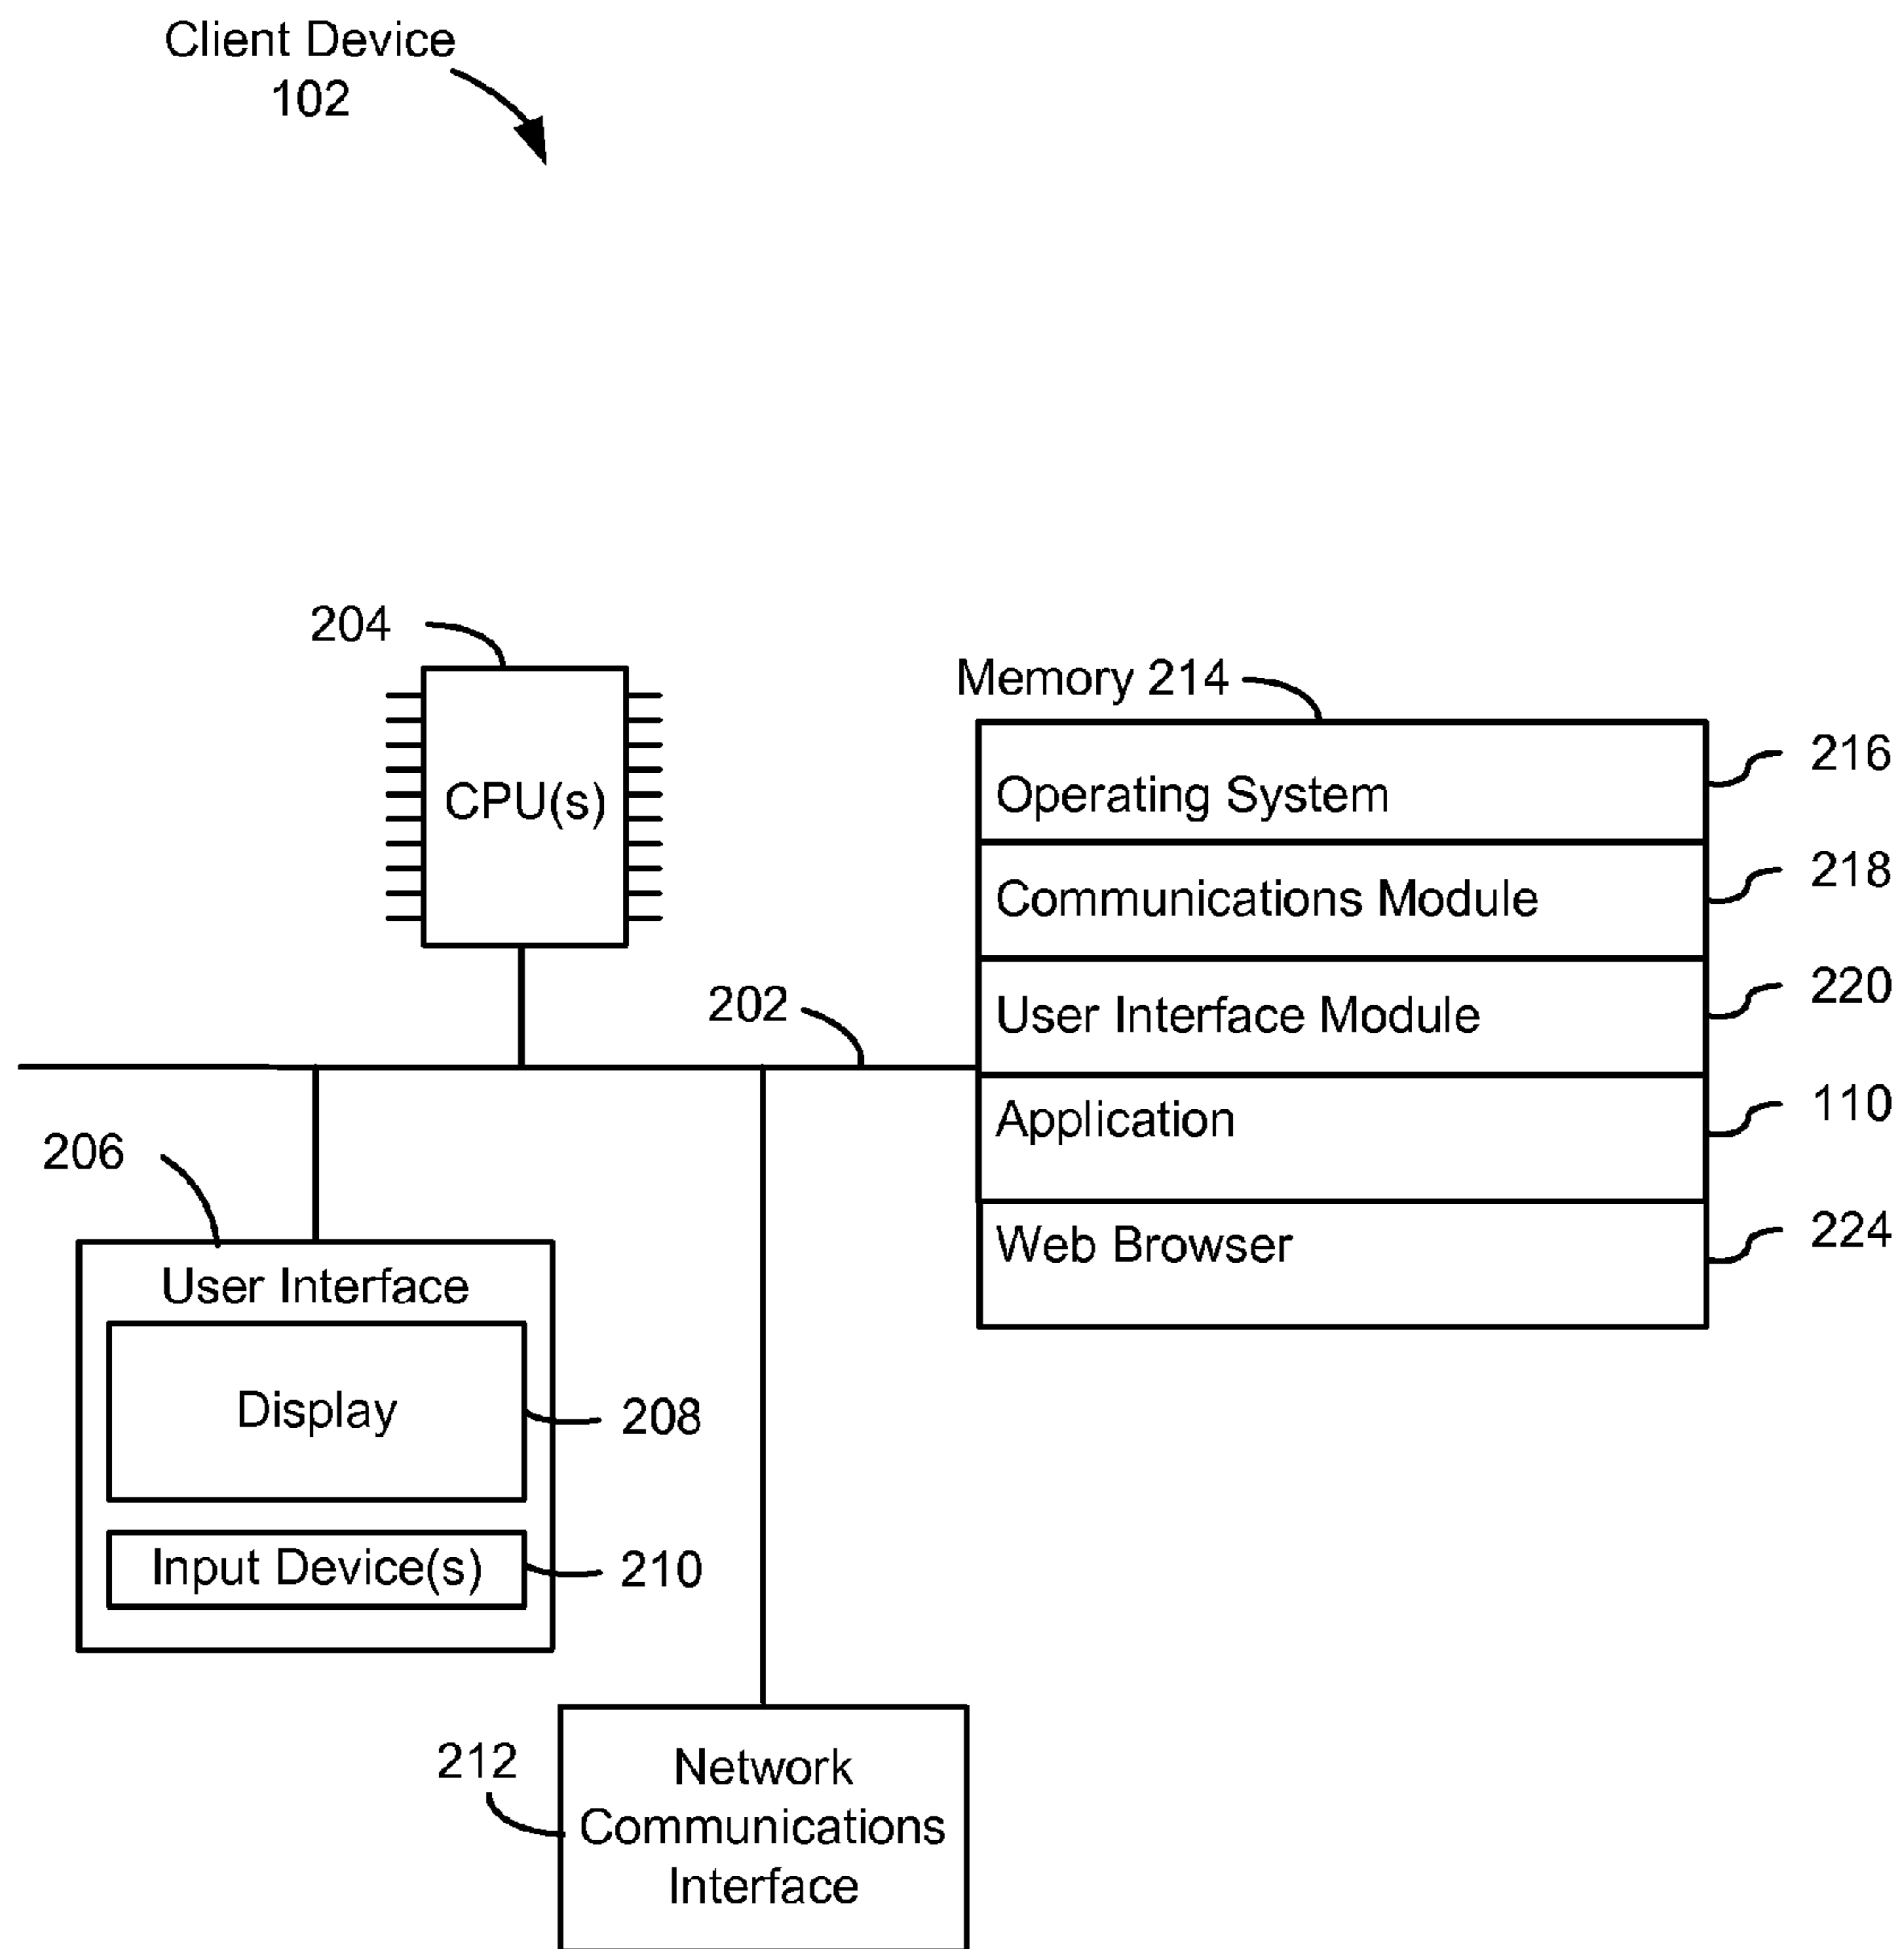 Client Device
102
204
CPU(s)
Memory 214
Operating System
216
Communications Module
218
User Interface Module
220
Application
110
Web Browser
224
202
206
User Interface
Display
208
Input Device(s)
210
212
Network
Communications
Interface